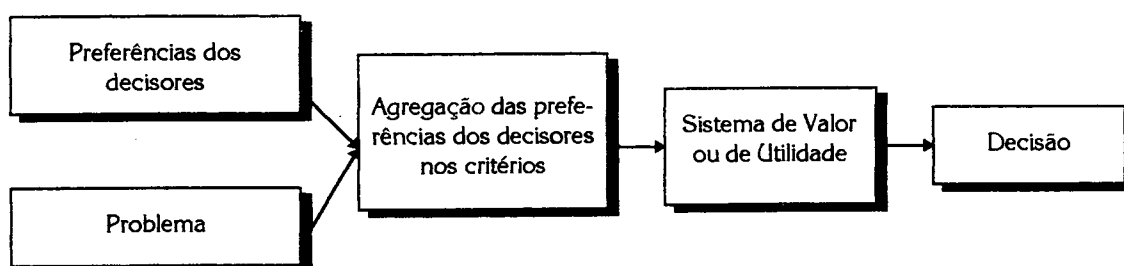 Preferências dos
decisores
Problema
Agregação das prefe-
rências dos decisores
nos critérios
Sistema de Valor
ou de Utilidade
Decisão